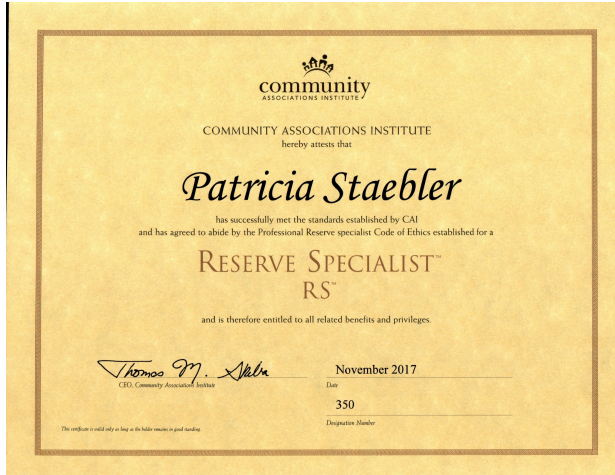 community
ASSOCIATIONS INSTITUTE
COMMUNITY ASSOCIATIONS INSTITUTE
hereby attests that
Patricia Staebler
has successfully met the standards established by CAI
and has agreed to abide by the Professional Reserve specialist Code of Ethics established for a
RESERVE SPECIALIST™
RS™
and is therefore entitled to all related benefits and privileges.
Thomas M. Skiba
CEO, Community Associations Institute
November 2017
Date
350
Designation Number
This certificate is valid only as long as the holder remains in good standing.